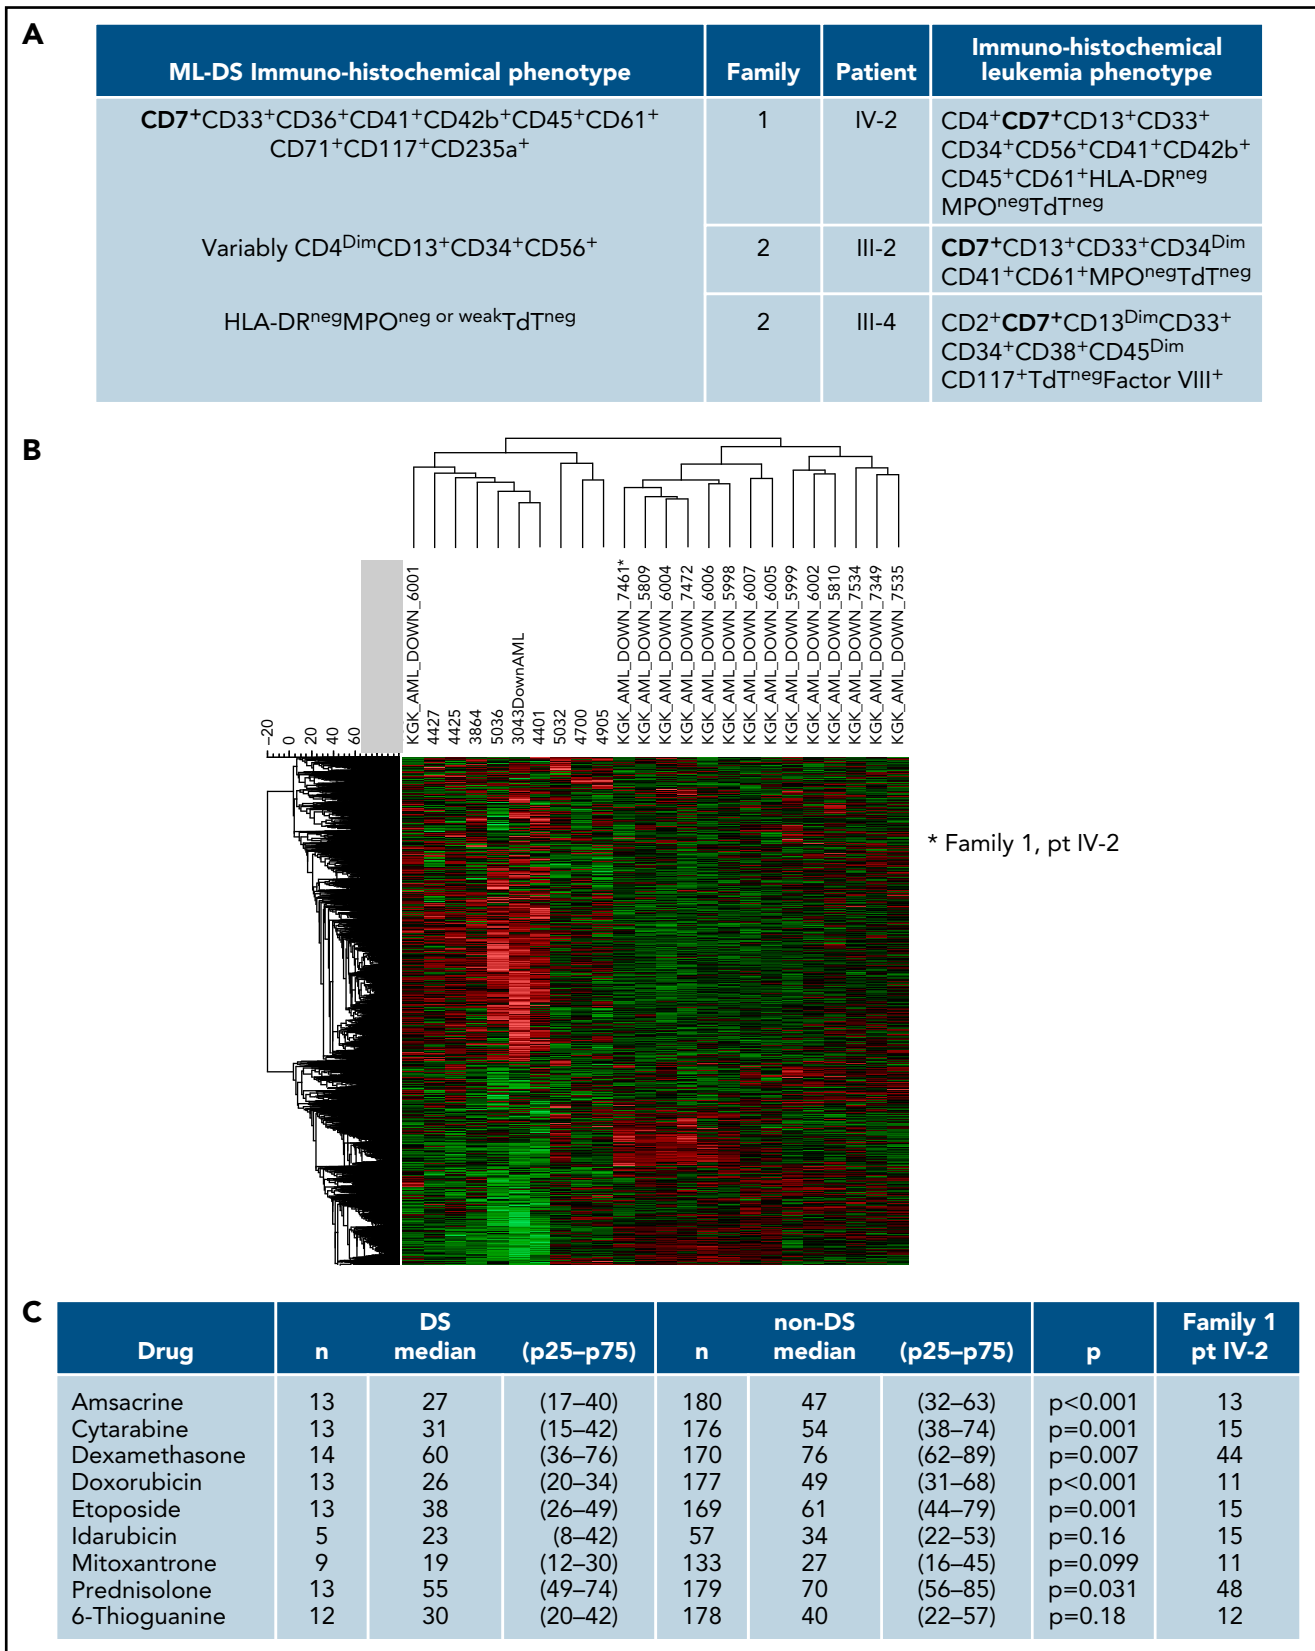 A
ML-DS Immuno-histochemical phenotype | Family | Patient | Immuno-histochemical leukemia phenotype
CD7⁺CD33⁺CD36⁺CD41⁺CD42b⁺CD45⁺CD61⁺
CD71⁺CD117⁺CD235a⁺
Variably CD4ᴰⁱᵐCD13⁺CD34⁺CD56⁺
HLA-DRⁿᵉᵍMPOⁿᵉᵍ ᵒʳ ʷᵉᵃᵏTdTⁿᵉᵍ
1 | IV-2 | CD4⁺CD7⁺CD13⁺CD33⁺
CD34⁺CD56⁺CD41⁺CD42b⁺
CD45⁺CD61⁺HLA-DRⁿᵉᵍ
MPOⁿᵉᵍTdTⁿᵉᵍ
2 | III-2 | CD7⁺CD13⁺CD33⁺CD34ᴰⁱᵐ
CD41⁺CD61⁺MPOⁿᵉᵍTdTⁿᵉᵍ
2 | III-4 | CD2⁺CD7⁺CD13ᴰⁱᵐCD33⁺
CD34⁺CD38⁺CD45ᴰⁱᵐ
CD117⁺TdTⁿᵉᵍFactor VIII⁺
B
−20
0
20
40
60
KGK_AML_DOWN_6001
4427
4425
3864
5036
3043DownAML
4401
5032
4700
4905
KGK_AML_DOWN_7461*
KGK_AML_DOWN_5809
KGK_AML_DOWN_6004
KGK_AML_DOWN_7472
KGK_AML_DOWN_6006
KGK_AML_DOWN_5998
KGK_AML_DOWN_6007
KGK_AML_DOWN_6005
KGK_AML_DOWN_5999
KGK_AML_DOWN_6002
KGK_AML_DOWN_5810
KGK_AML_DOWN_7534
KGK_AML_DOWN_7349
KGK_AML_DOWN_7535
* Family 1, pt IV-2
C
Drug | n | DS median | (p25–p75) | n | non-DS median | (p25–p75) | p | Family 1 pt IV-2
Amsacrine | 13 | 27 | (17–40) | 180 | 47 | (32–63) | p<0.001 | 13
Cytarabine | 13 | 31 | (15–42) | 176 | 54 | (38–74) | p=0.001 | 15
Dexamethasone | 14 | 60 | (36–76) | 170 | 76 | (62–89) | p=0.007 | 44
Doxorubicin | 13 | 26 | (20–34) | 177 | 49 | (31–68) | p<0.001 | 11
Etoposide | 13 | 38 | (26–49) | 169 | 61 | (44–79) | p=0.001 | 15
Idarubicin | 5 | 23 | (8–42) | 57 | 34 | (22–53) | p=0.16 | 15
Mitoxantrone | 9 | 19 | (12–30) | 133 | 27 | (16–45) | p=0.099 | 11
Prednisolone | 13 | 55 | (49–74) | 179 | 70 | (56–85) | p=0.031 | 48
6-Thioguanine | 12 | 30 | (20–42) | 178 | 40 | (22–57) | p=0.18 | 12